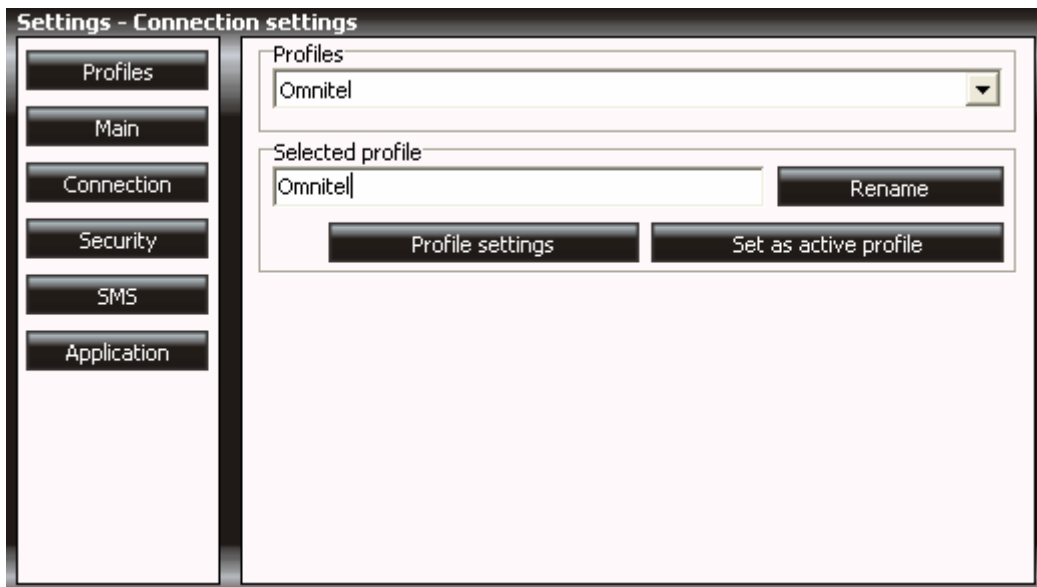 Settings - Connection settings
Profiles
Main
Connection
Security
SMS
Application
Profiles
Omnitel
Selected profile
Omnitel
Rename
Profile settings
Set as active profile